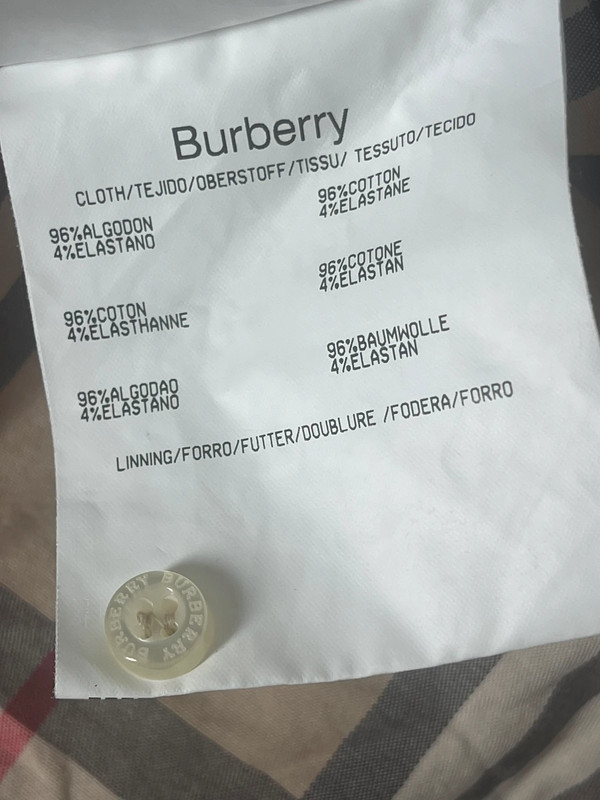 Burberry
CLOTH/TEJIDO/OBERSTOFF/TISSU/ TESSUTO/TECIDO
96%ALGODON
4%ELASTANO
96%COTTON
4%ELASTANE
96%COTON
4%ELASTHANNE
96%COTONE
4%ELASTAN
96%ALGODAO
4%ELASTANO
96%BAUMWOLLE
4%ELASTAN
LINNING/FORRO/FUTTER/DOUBLURE /FODERA/FORRO
BURBERRY BURBERRY